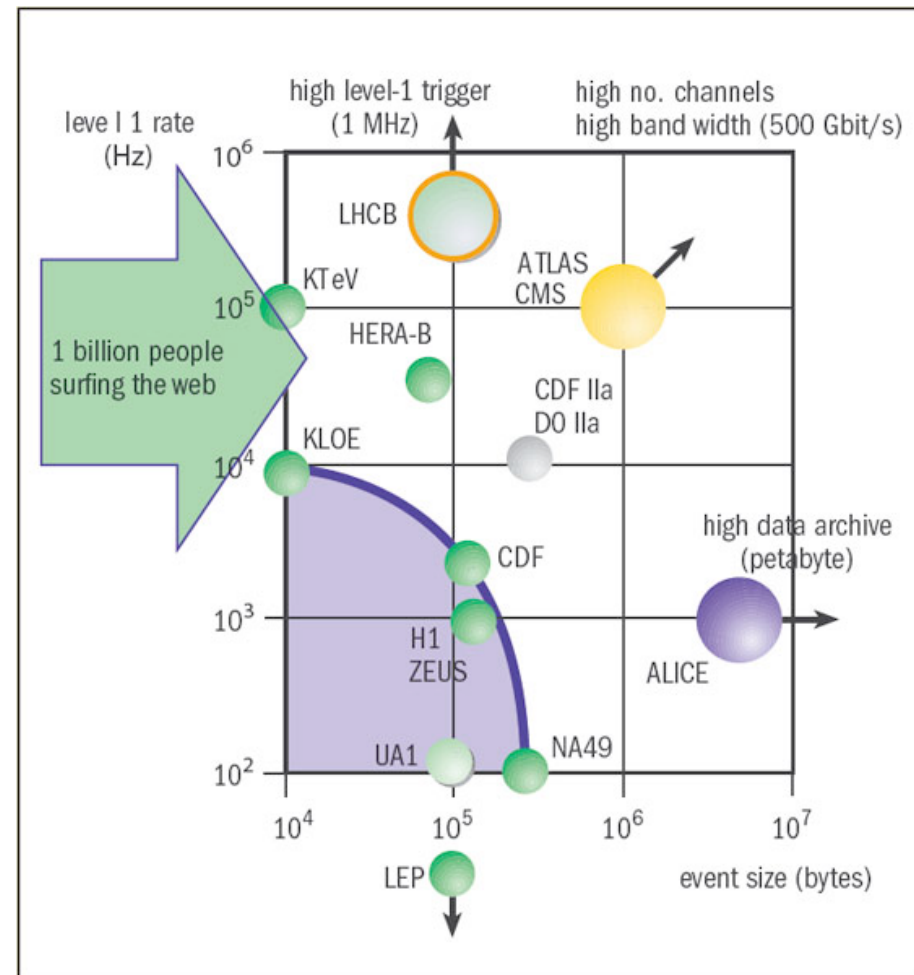 high level-1 trigger
(1 MHz)
high no. channels
high band width (500 Gbit/s)
leve l 1 rate
(Hz)
10⁶
LHCB
KTeV
ATLAS
CMS
10⁵
HERA-B
1 billion people
surfing the web
CDF IIa
DO IIa
KLOE
10⁴
high data archive
(petabyte)
CDF
10³
H1
ZEUS
ALICE
UA1
NA49
10²
10⁴
10⁵
10⁶
10⁷
LEP
event size (bytes)